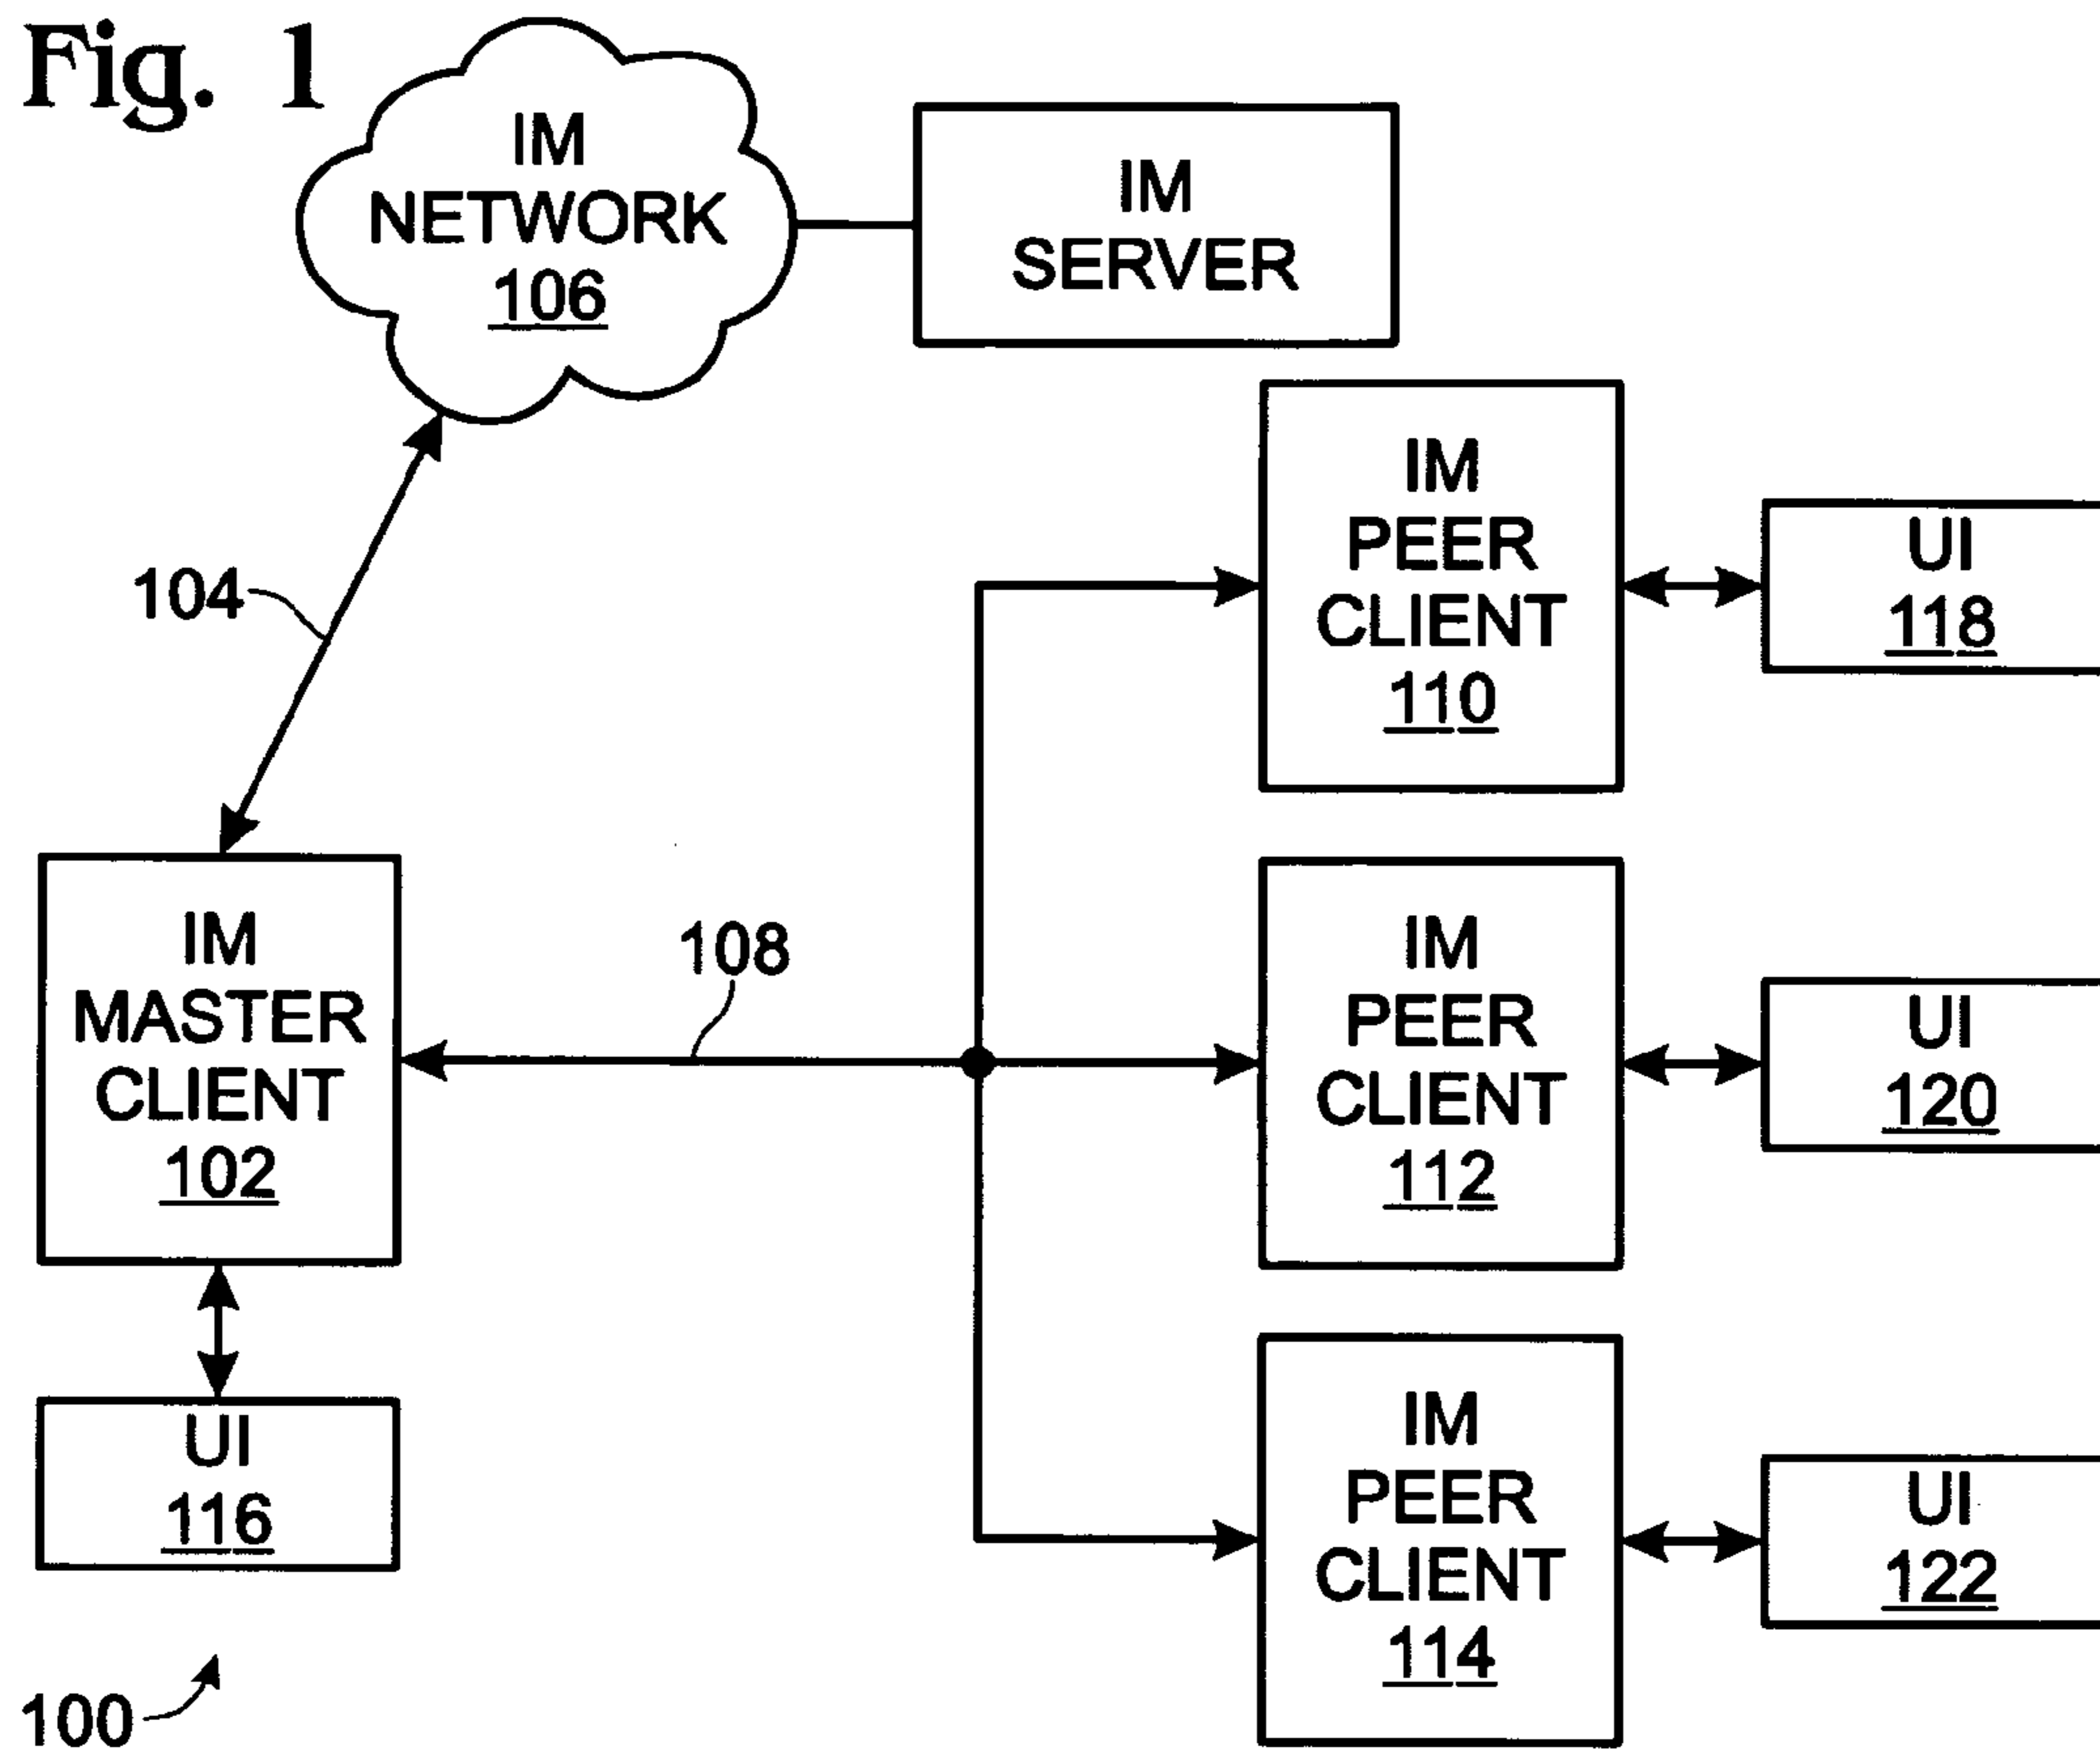 Fig. 1
IM
NETWORK
106
IM
SERVER
104
IM
PEER
CLIENT
110
UI
118
IM
MASTER
CLIENT
102
108
IM
PEER
CLIENT
112
UI
120
UI
116
IM
PEER
CLIENT
114
UI
122
100